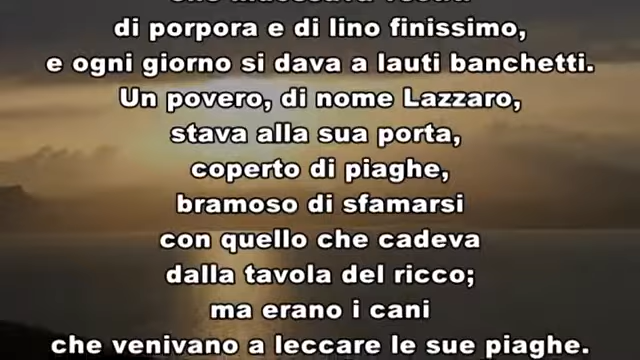 di porpora e di lino finissimo,
e ogni giorno si dava a lauti banchetti.
Un povero, di nome Lazzaro,
stava alla sua porta,
coperto di piaghe,
bramoso di sfamarsi
con quello che cadeva
dalla tavola del ricco;
ma erano i cani
che venivano a leccare le sue piaghe.